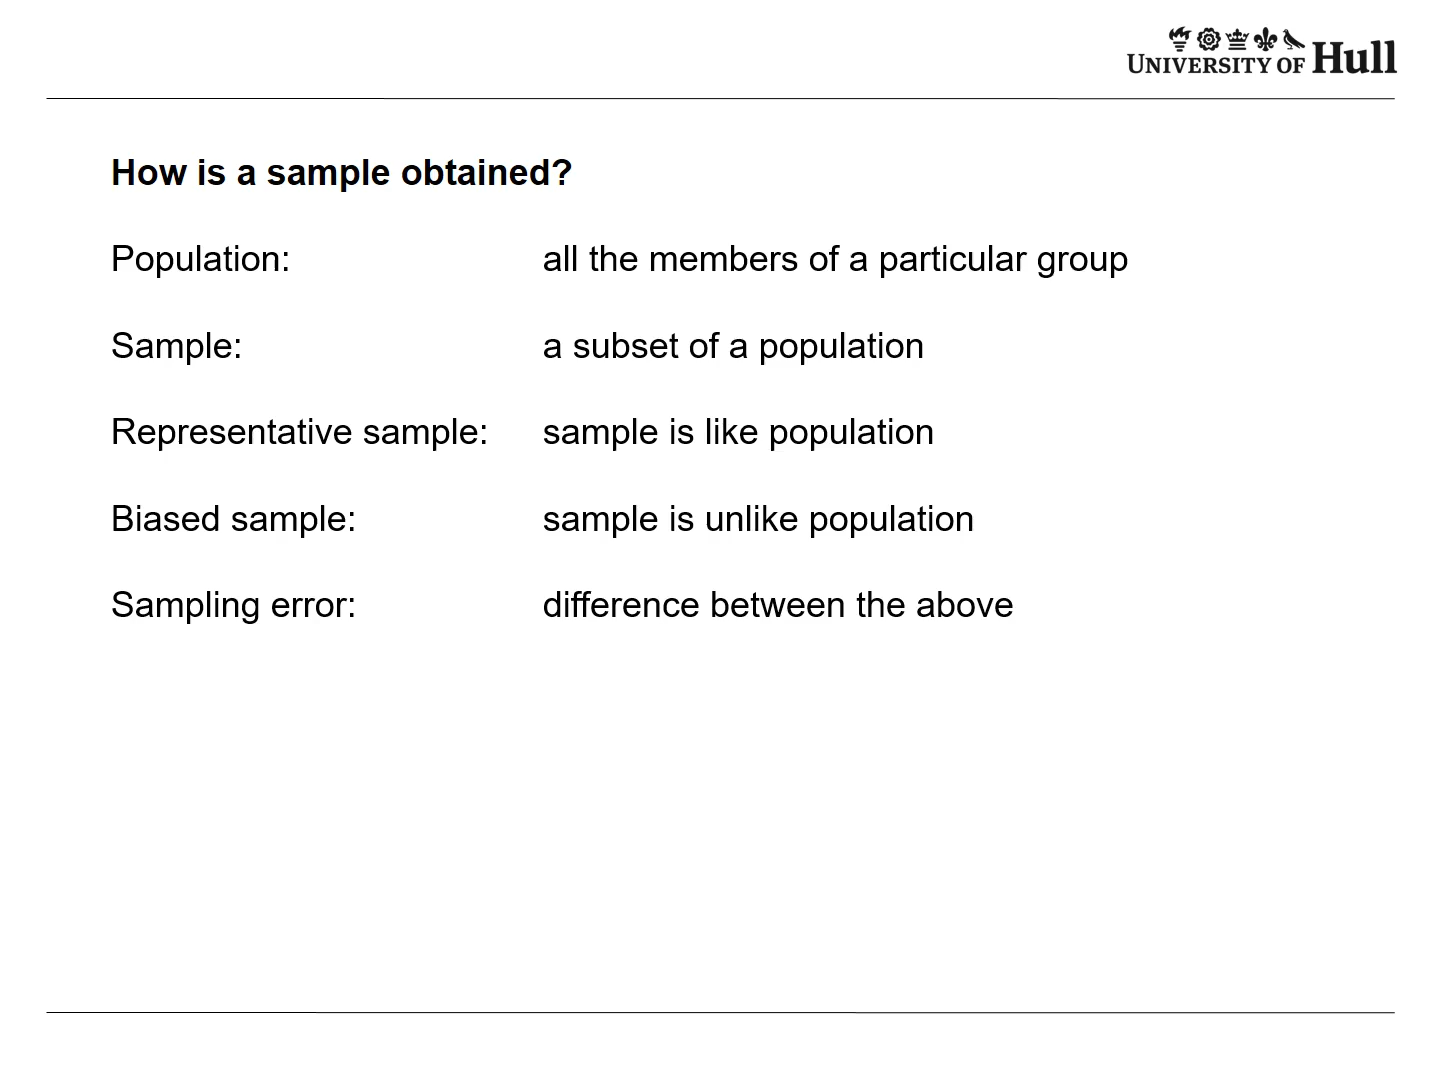 UNIVERSITY OF Hull
How is a sample obtained?
Population: all the members of a particular group
Sample: a subset of a population
Representative sample: sample is like population
Biased sample: sample is unlike population
Sampling error: difference between the above